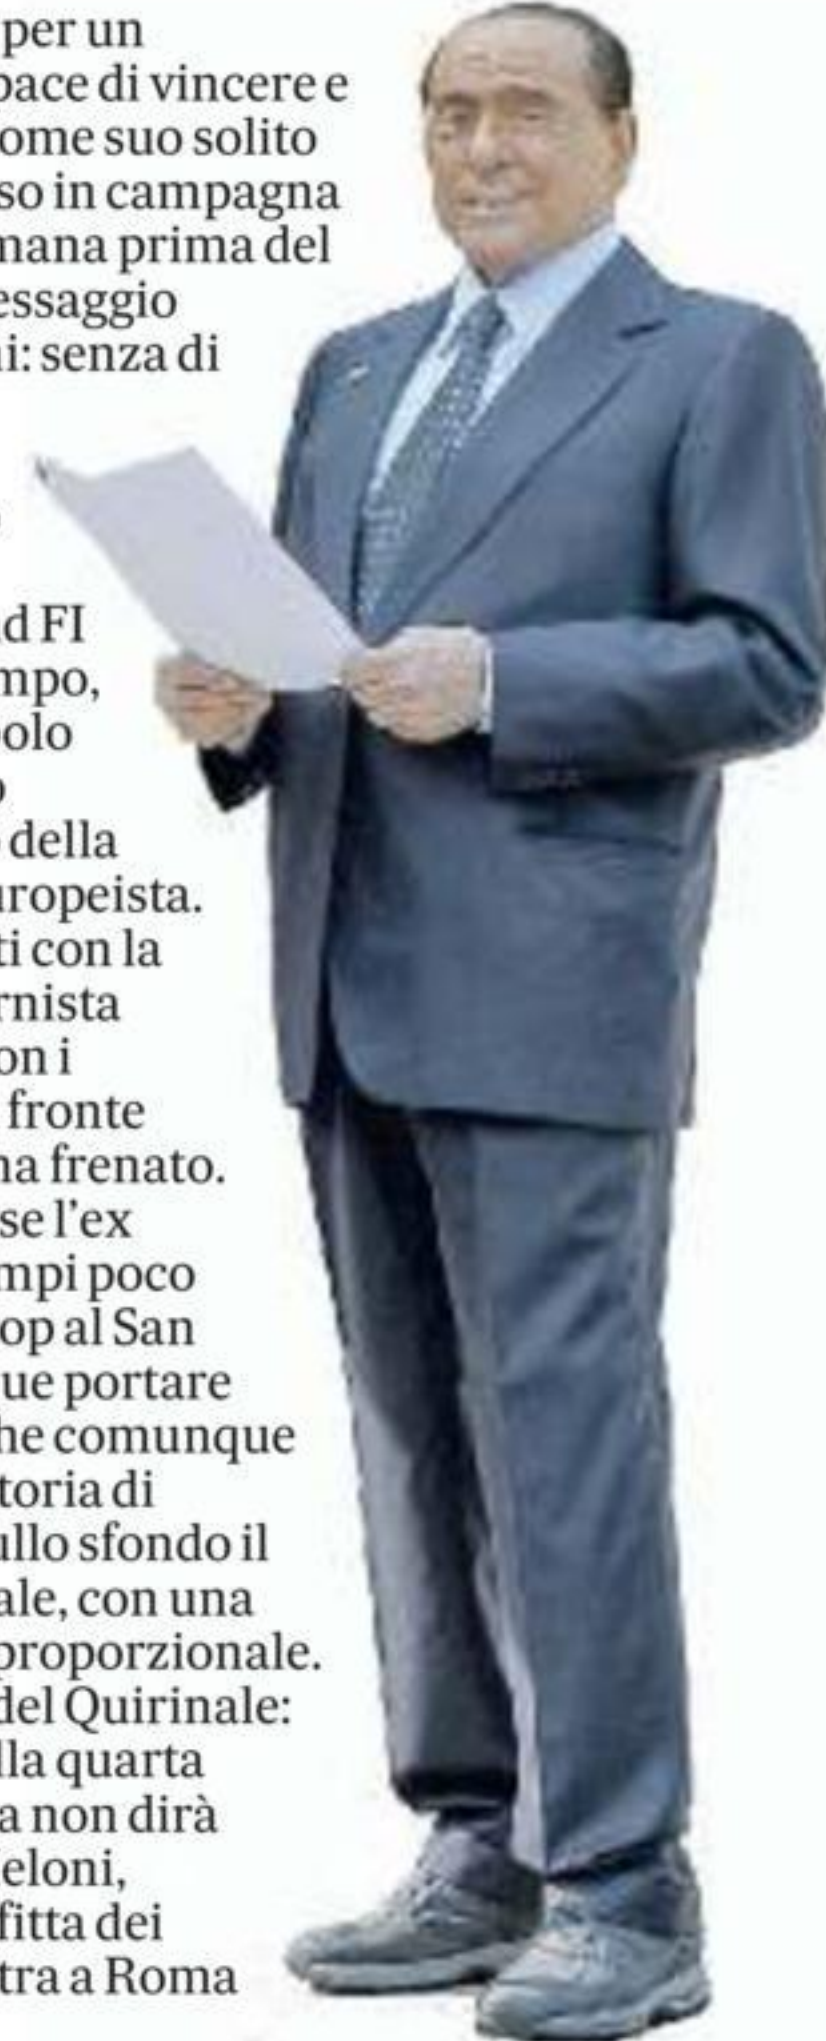 per un
pace di vincere e
ome suo solito
so in campagna
mana prima del
essaggio
ni: senza di
o
d FI
mpo,
polo
o
della
uropeista.
ti con la
rnista
on i
fronte
na frenato.
se l’ex
mpi poco
op al San
ue portare
he comunque
toria di
ullo sfondo il
ale, con una
proporzionale.
del Quirinale:
lla quarta
a non dirà
eloni,
fitta dei
tra a Roma